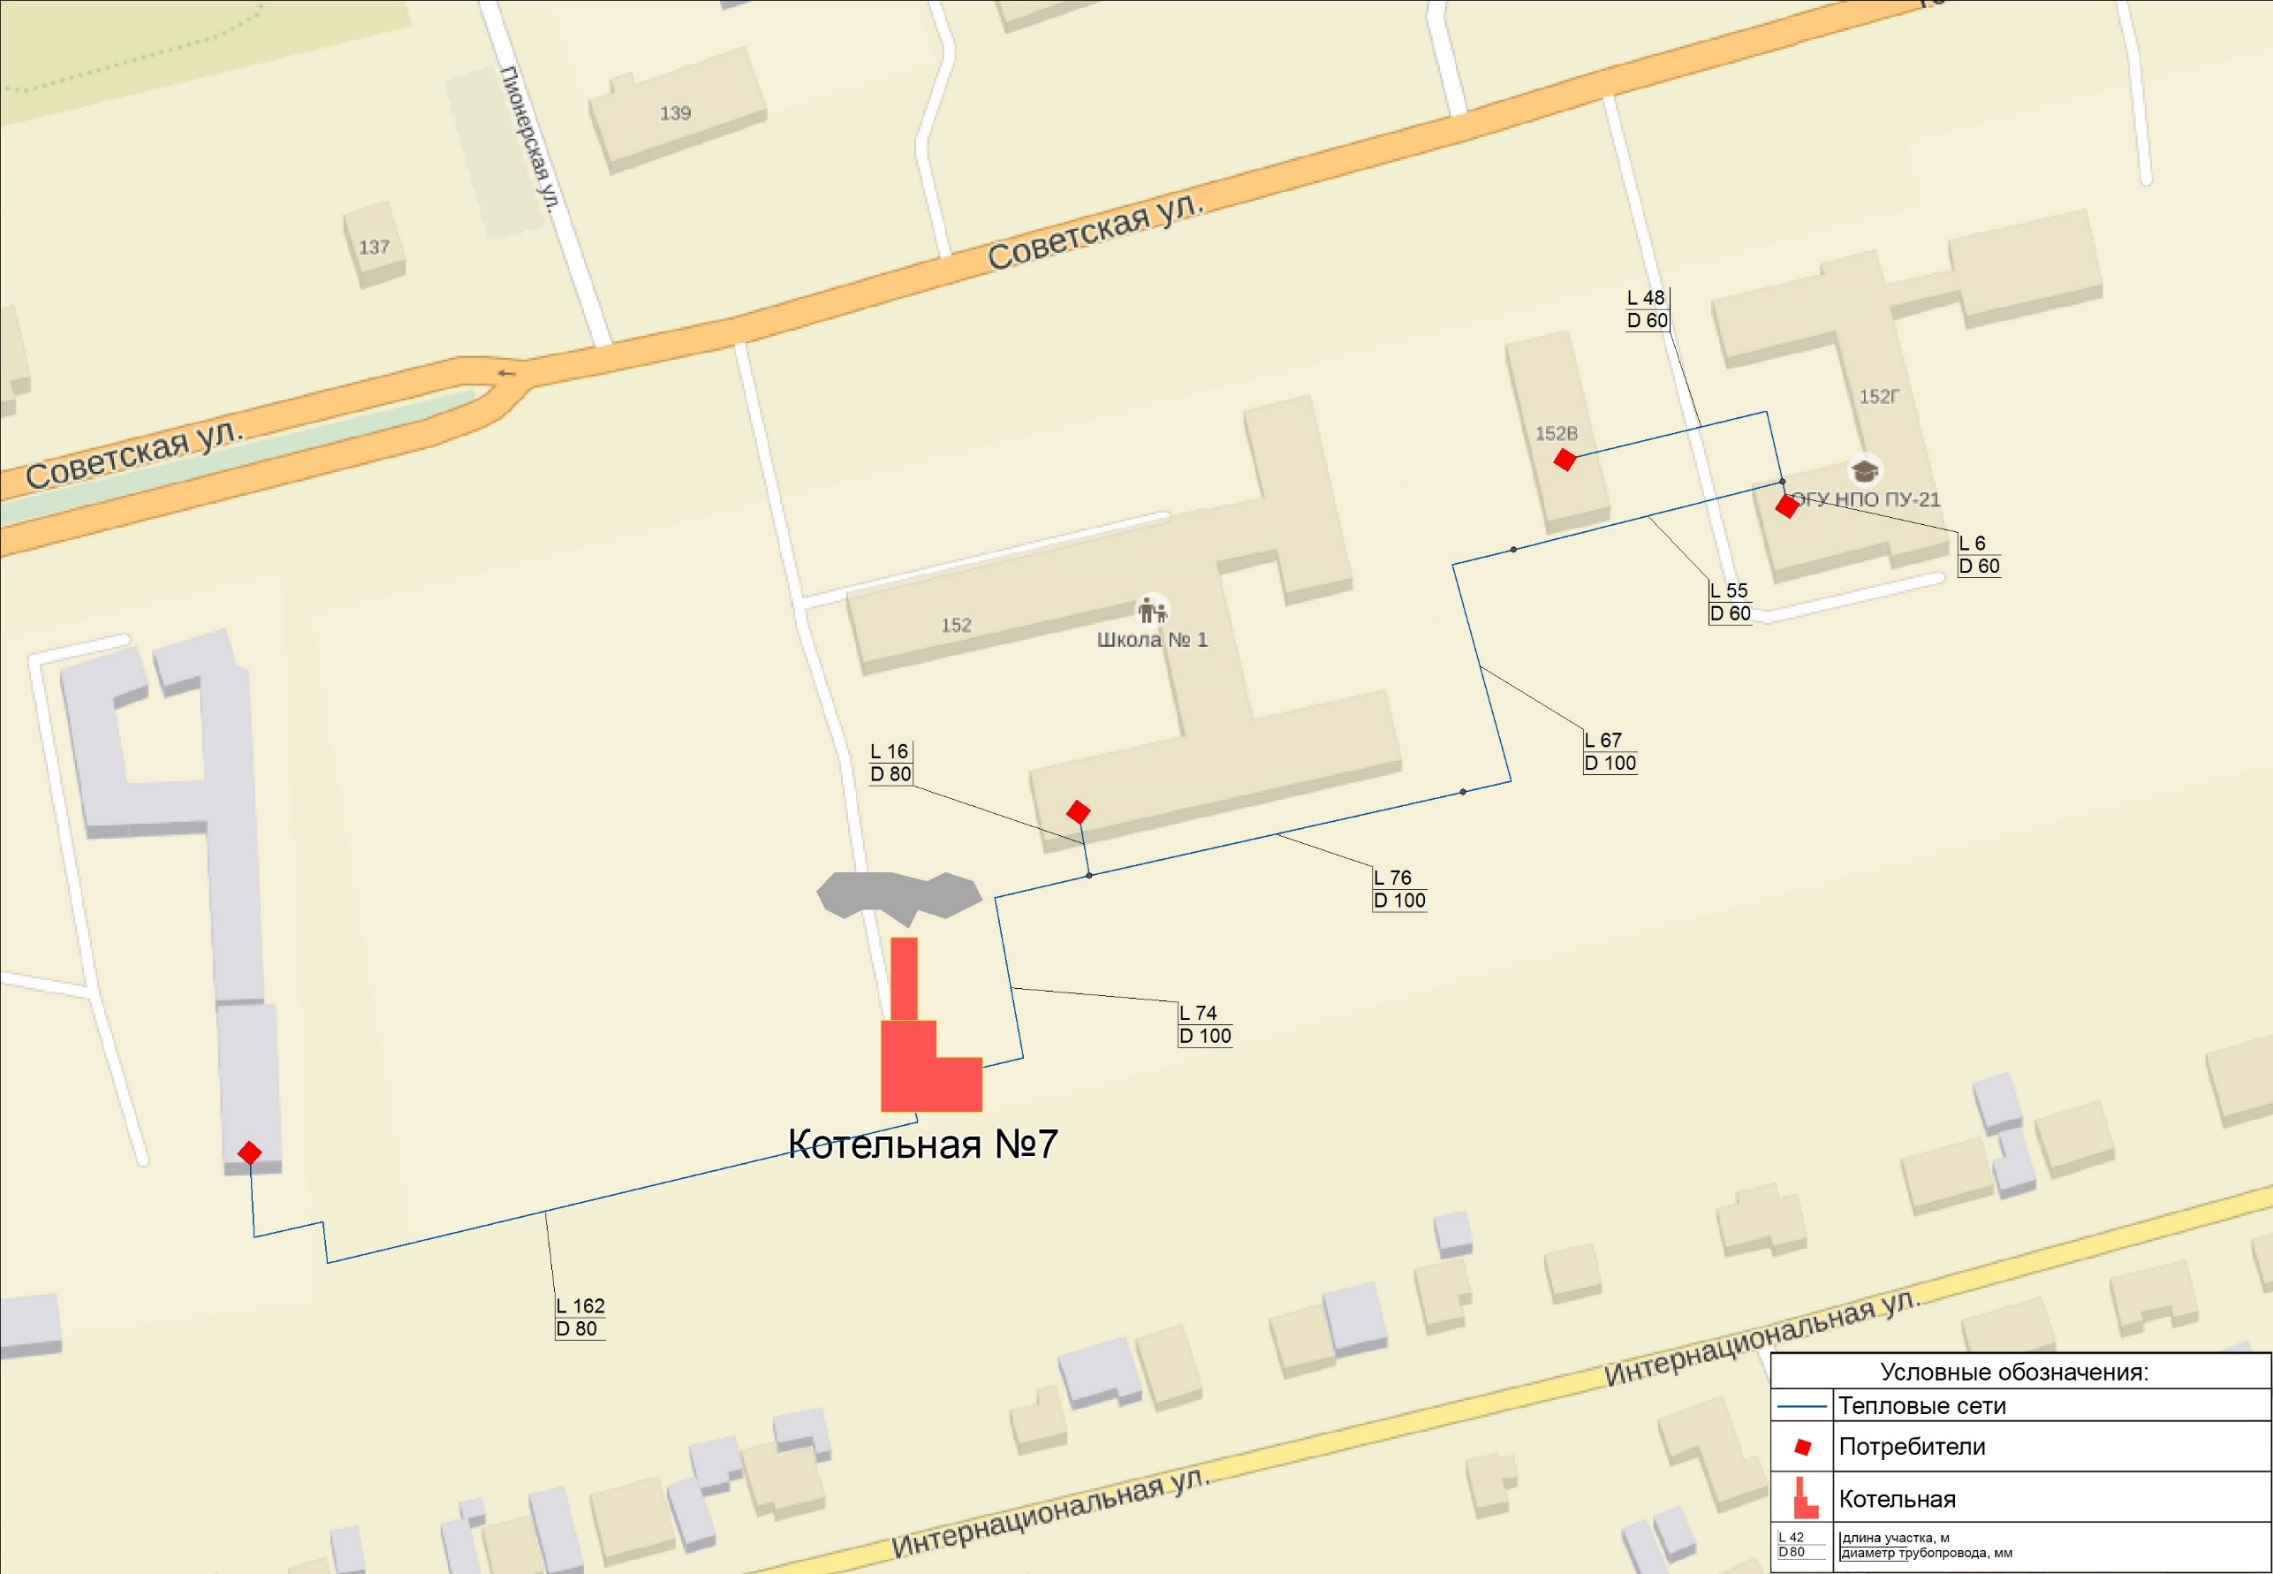 Пионерская ул.
139
137
Советская ул.
Советская ул.
L 48
D 60
152Г
152В
ОГУ НПО ПУ-21
L 6
D 60
L 55
D 60
152
Школа № 1
L 67
D 100
L 16
D 80
L 76
D 100
L 74
D 100
Котельная №7
L 162
D 80
Интернациональная ул.
Интернациональная ул.
Условные обозначения:
Тепловые сети
Потребители
Котельная
L 42
D80
длина участка, м
диаметр трубопровода, мм